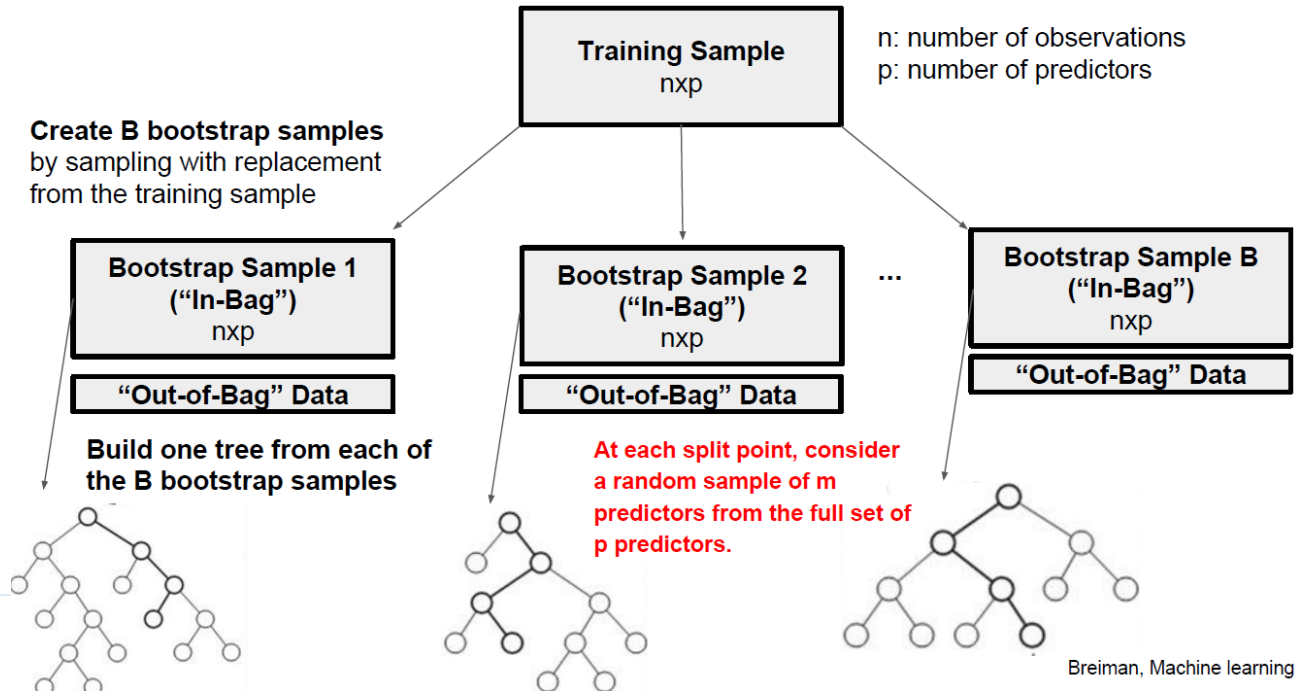 Training Sample
nxp
n: number of observations
p: number of predictors
Create B bootstrap samples
by sampling with replacement
from the training sample
Bootstrap Sample 1
(“In-Bag”)
nxp
“Out-of-Bag” Data
Bootstrap Sample 2
(“In-Bag”)
nxp
“Out-of-Bag” Data
...
Bootstrap Sample B
(“In-Bag”)
nxp
“Out-of-Bag” Data
Build one tree from each of
the B bootstrap samples
At each split point, consider
a random sample of m
predictors from the full set of
p predictors.
Breiman, Machine learning